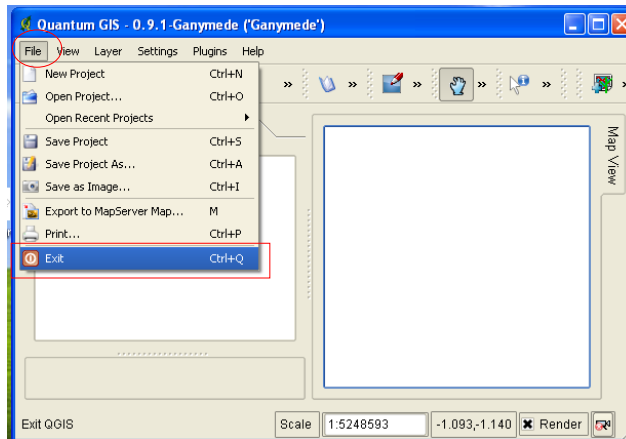 Quantum GIS - 0.9.1-Ganymede ('Ganymede')
File View Layer Settings Plugins Help
New Project Ctrl+N
Open Project... Ctrl+O
Open Recent Projects
Save Project Ctrl+S
Save Project As... Ctrl+A
Save as Image... Ctrl+I
Export to MapServer Map... M
Print... Ctrl+P
Exit Ctrl+Q
Map View
Exit QGIS Scale 1:5248593 -1.093,-1.140 Render